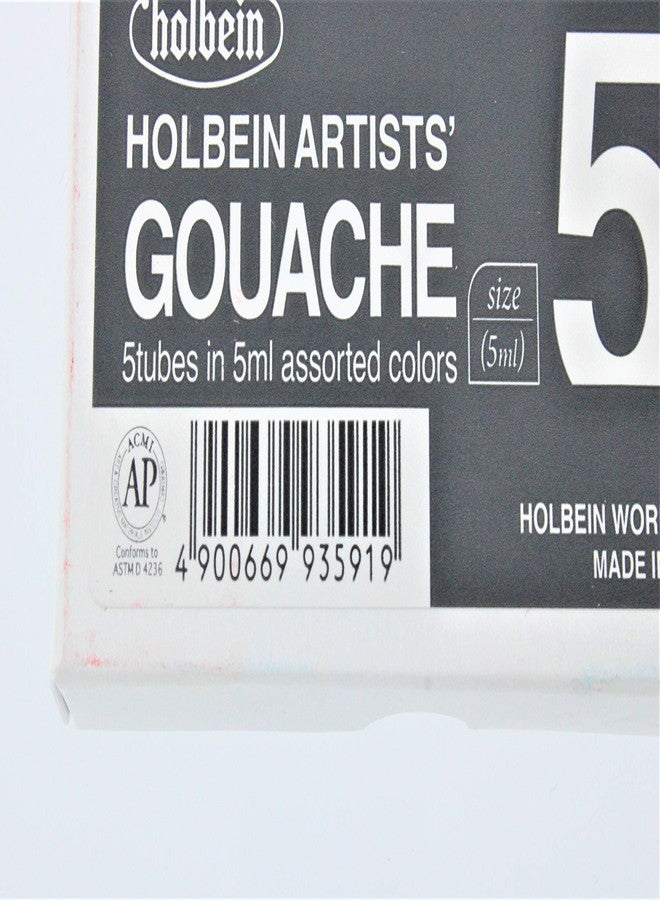 holbein
HOLBEIN ARTISTS'
GOUACHE
5tubes in 5ml assorted colors
size
(5ml)
5
ACMI
AP
Conforms to
ASTM D 4236
4 900669 935919
HOLBEIN WOR
MADE I